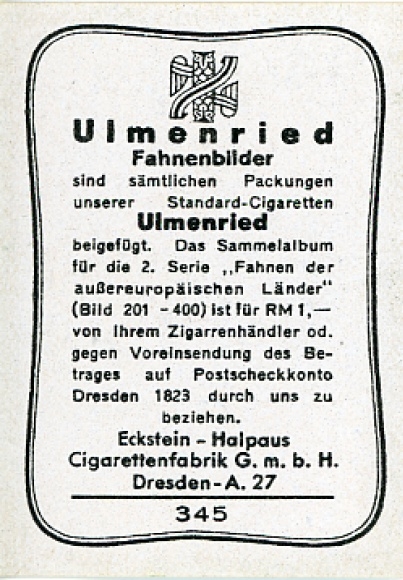 Ulmenried
Fahnenbilder
sind sämtlichen Packungen
unserer Standard-Cigaretten
Ulmenried
beigefügt. Das Sammelalbum
für die 2. Serie „Fahnen der
außereuropäischen Länder"
(Bild 201 - 400) ist für RM 1,—
von Ihrem Zigarrenhändler od.
gegen Voreinsendung des Be-
trages auf Postscheckkonto
Dresden 1823 durch uns zu
beziehen.
Eckstein - Halpaus
Cigarettenfabrik G. m. b. H.
Dresden-A. 27
345